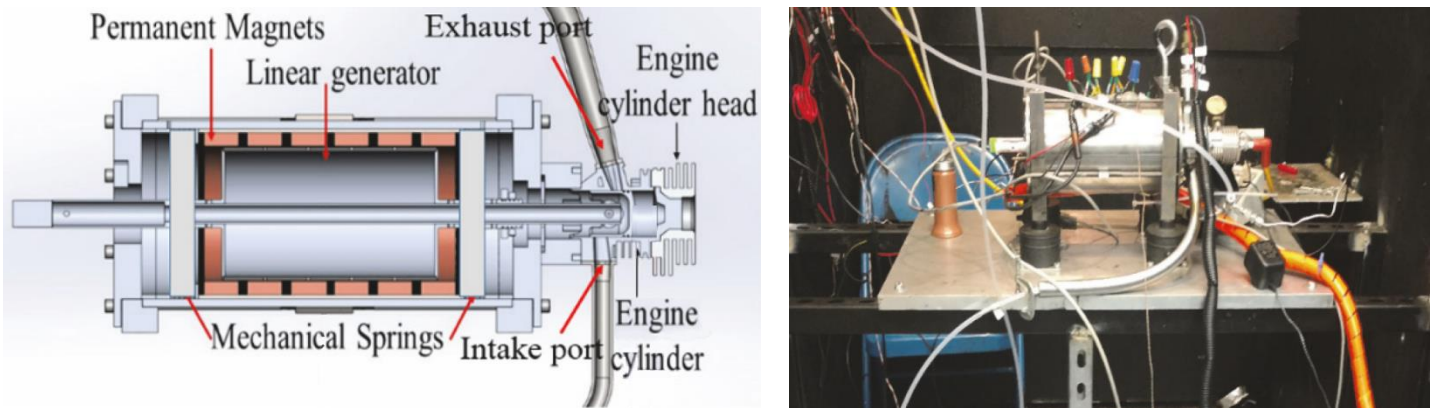 Permanent Magnets
Linear generator
Exhaust port
Engine
cylinder head
Mechanical Springs
Intake port
Engine
cylinder